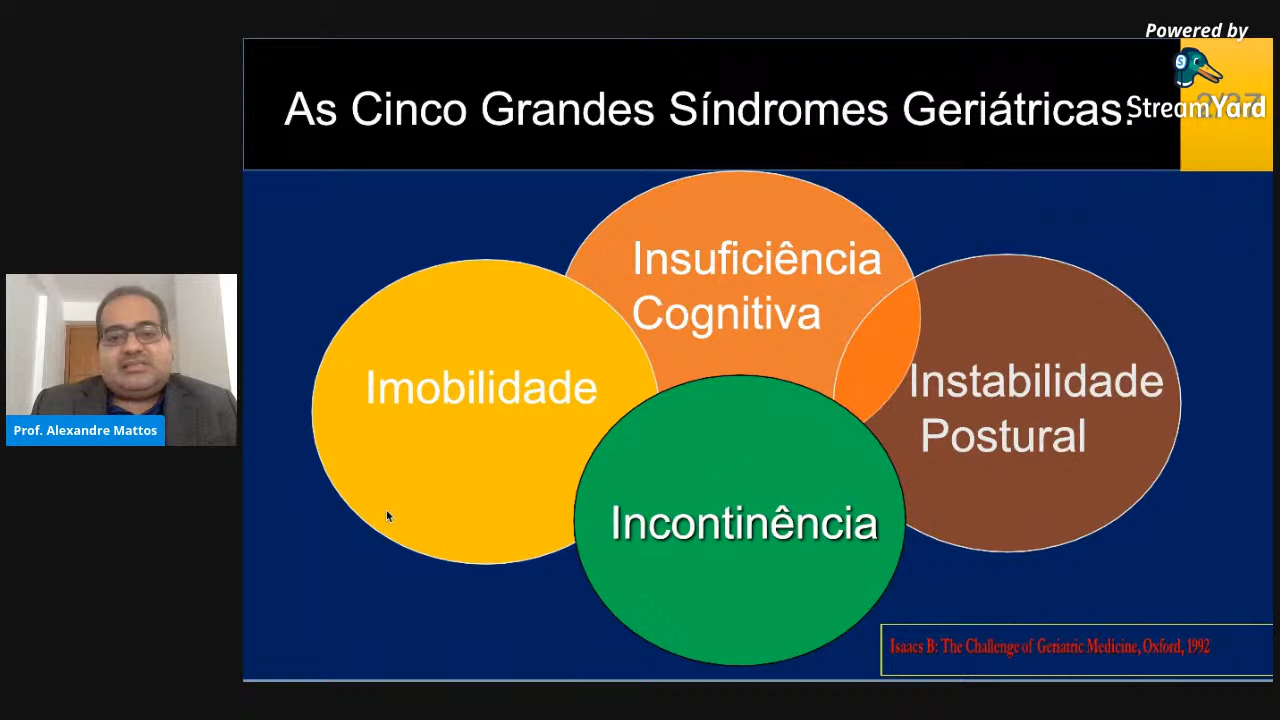 Powered by
StreamYard
As Cinco Grandes Síndromes Geriátricas:
Insuficiência
Cognitiva
Imobilidade
Instabilidade
Postural
Incontinência
Prof. Alexandre Mattos
Isaacs B: The Challenge of Geriatric Medicine, Oxford, 1992